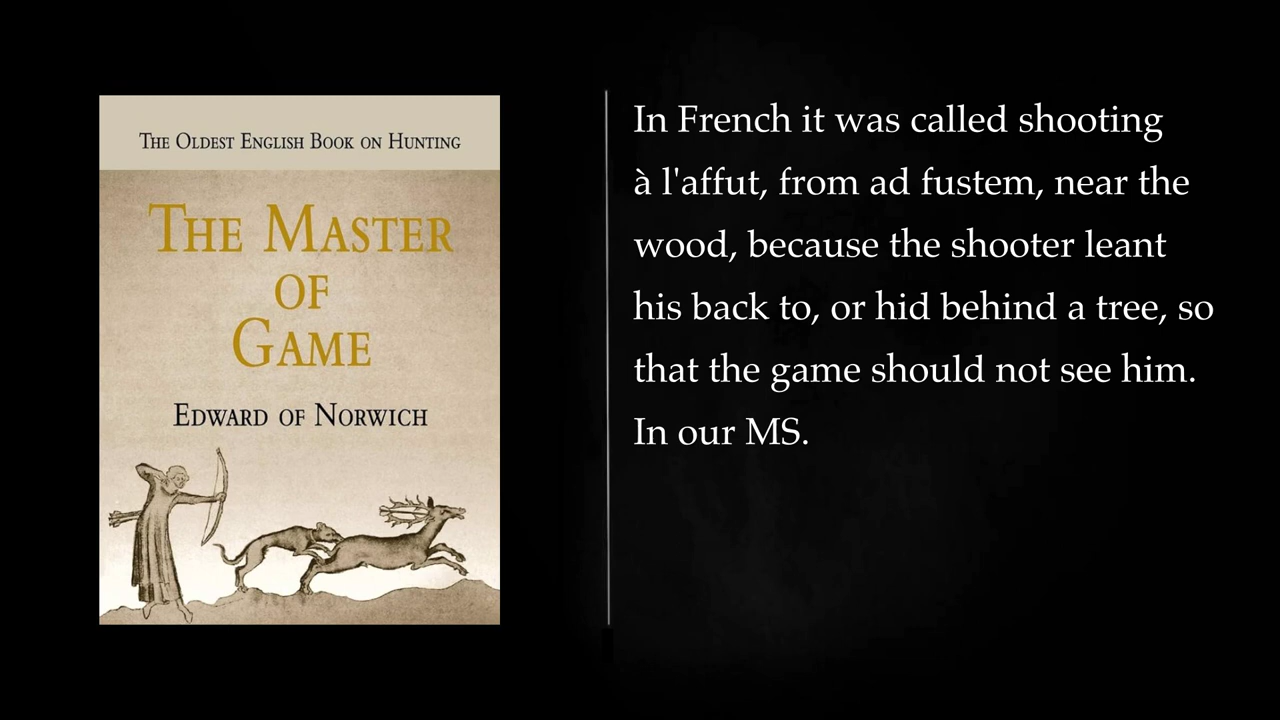 The Oldest English Book on Hunting
The Master
of
Game
Edward of Norwich
In French it was called shooting
à l'affut, from ad fustem, near the
wood, because the shooter leant
his back to, or hid behind a tree, so
that the game should not see him.
In our MS.